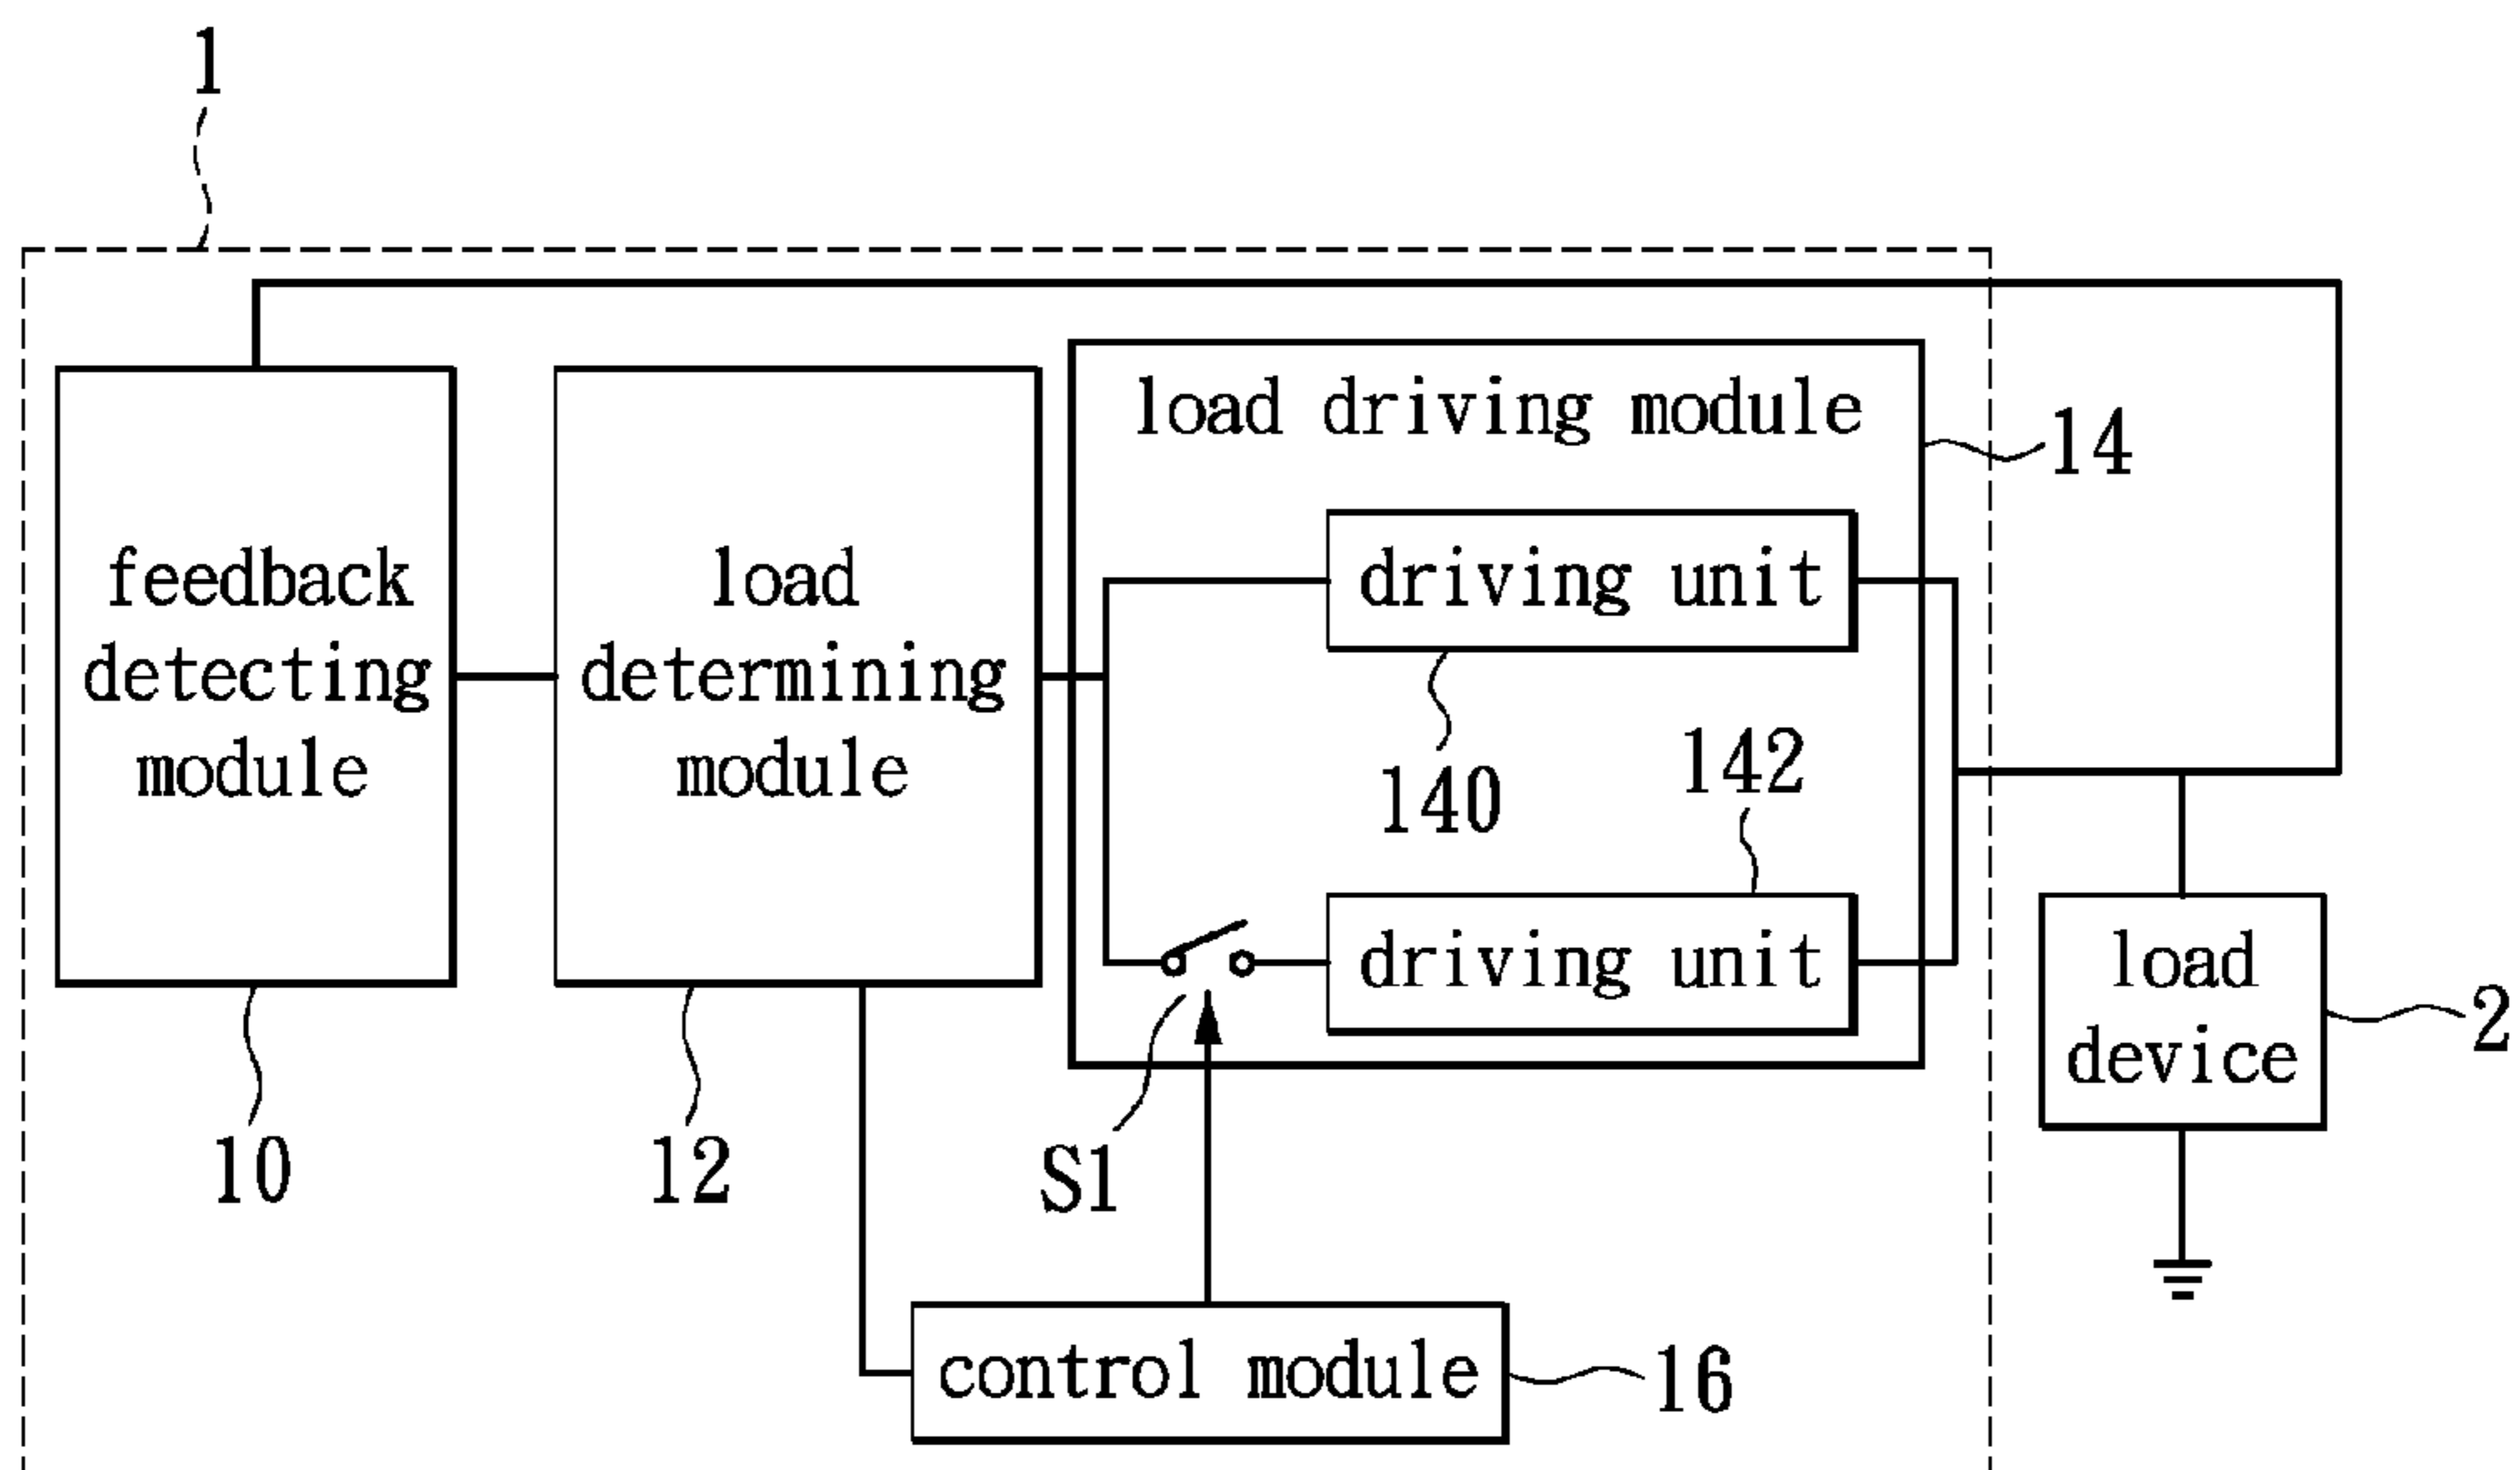 1
load driving module
14
feedback
detecting
module
load
determining
module
driving unit
140
142
driving unit
load
device
2
10
12
S1
control module
16